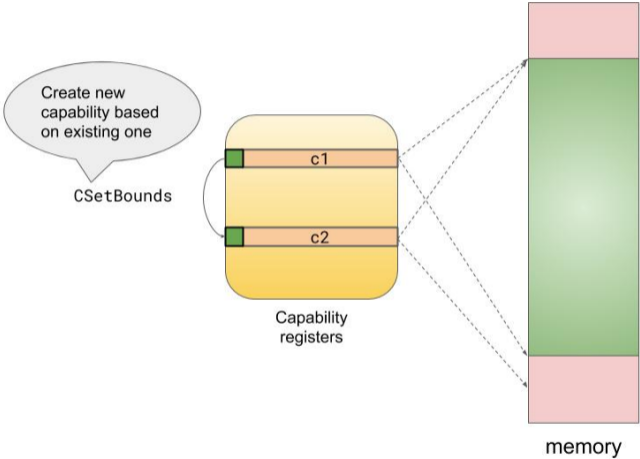 Create new
capability based
on existing one
CSetBounds
c1
c2
Capability
registers
memory